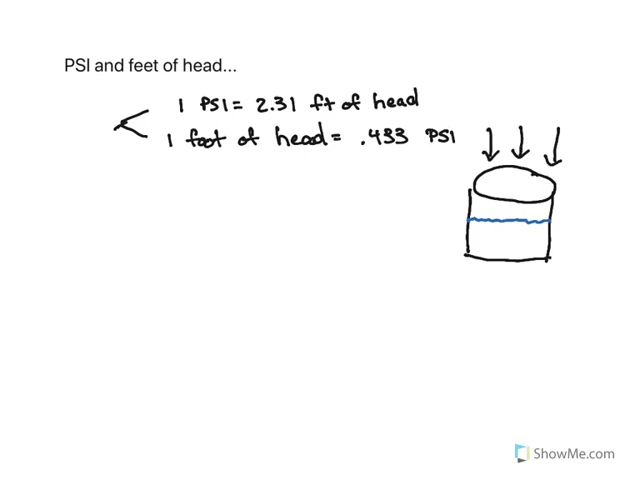 PSI and feet of head...
1 PSI = 2.31 ft of head
1 foot of head = .433 PSI
ShowMe.com